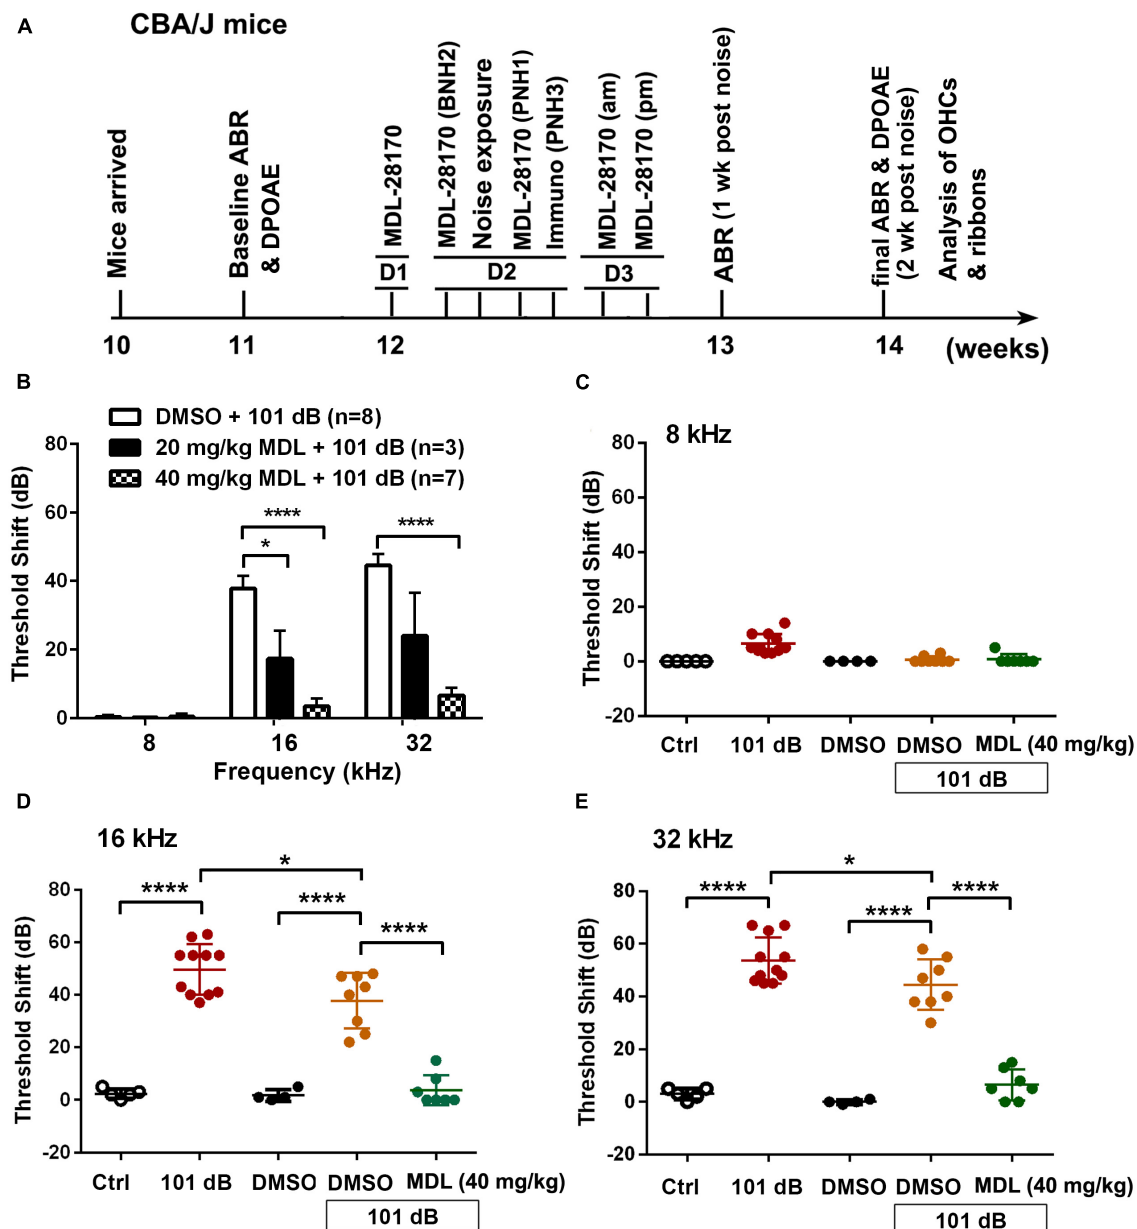 A
CBA/J mice
Mice arrived
Baseline ABR
& DPOAE
MDL-28170
MDL-28170 (BNH2)
Noise exposure
MDL-28170 (PNH1)
Immuno (PNH3)
MDL-28170 (am)
MDL-28170 (pm)
ABR (1 wk post noise)
final ABR & DPOAE
(2 wk post noise)
Analysis of OHCs
& ribbons
D1
D2
D3
10
11
12
13
14
(weeks)
B
DMSO + 101 dB (n=8)
20 mg/kg MDL + 101 dB (n=3)
40 mg/kg MDL + 101 dB (n=7)
Threshold Shift (dB)
80
60
40
20
0
****
*
****
8
16
32
Frequency (kHz)
C
8 kHz
Threshold Shift (dB)
80
60
40
20
0
-20
Ctrl
101 dB
DMSO
DMSO
MDL (40 mg/kg)
101 dB
D
16 kHz
Threshold Shift (dB)
80
60
40
20
0
-20
*
****
****
****
Ctrl
101 dB
DMSO
DMSO
MDL (40 mg/kg)
101 dB
E
32 kHz
Threshold Shift (dB)
80
60
40
20
0
-20
*
****
****
****
Ctrl
101 dB
DMSO
DMSO
MDL (40 mg/kg)
101 dB